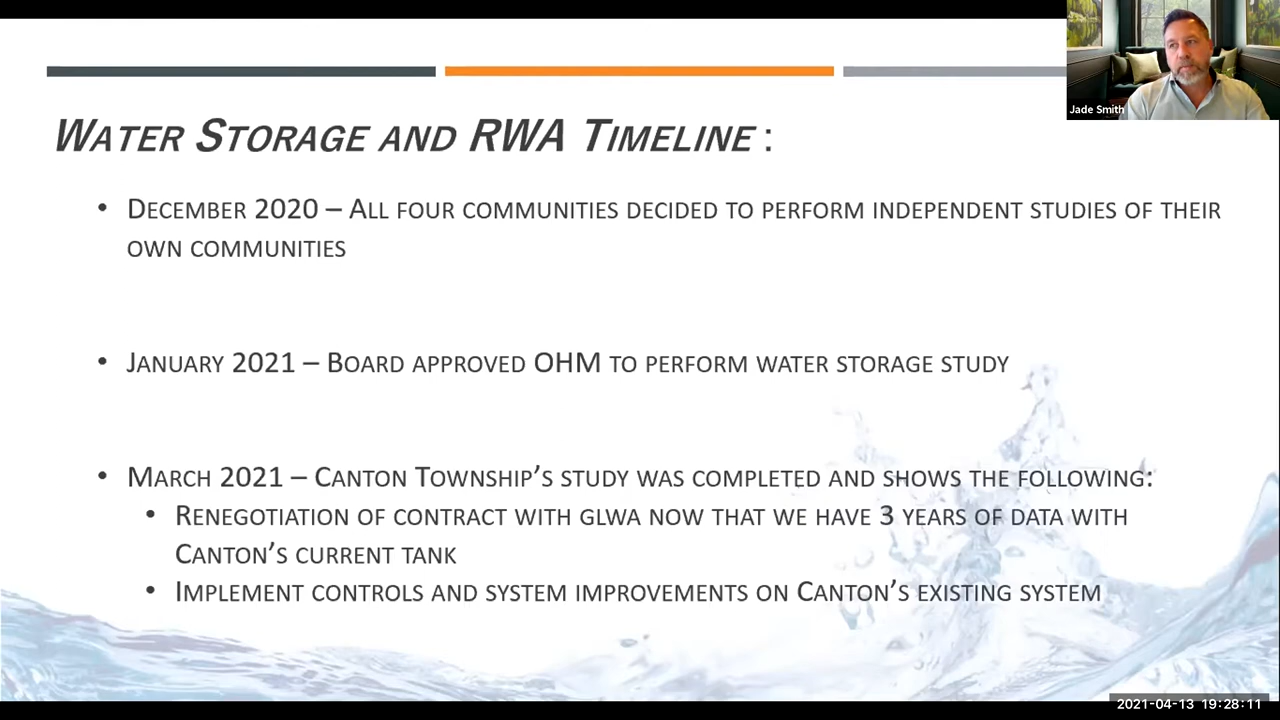 Jade Smith
Water Storage and RWA Timeline :
• December 2020 – All four communities decided to perform independent studies of their
own communities
• January 2021 – Board approved OHM to perform water storage study
• March 2021 – Canton Township’s study was completed and shows the following:
• Renegotiation of contract with GLWA now that we have 3 years of data with
Canton’s current tank
• Implement controls and system improvements on Canton’s existing system
2021-04-13 19:28:11